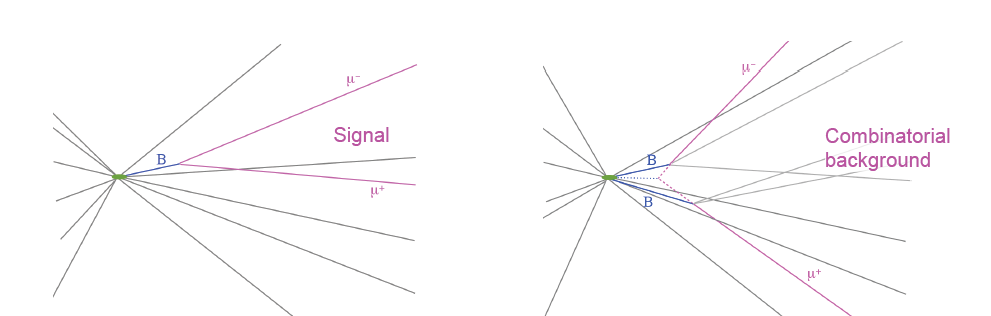 μ⁻
Signal
B
μ⁺
μ⁻
Combinatorial
background
B
B
μ⁺